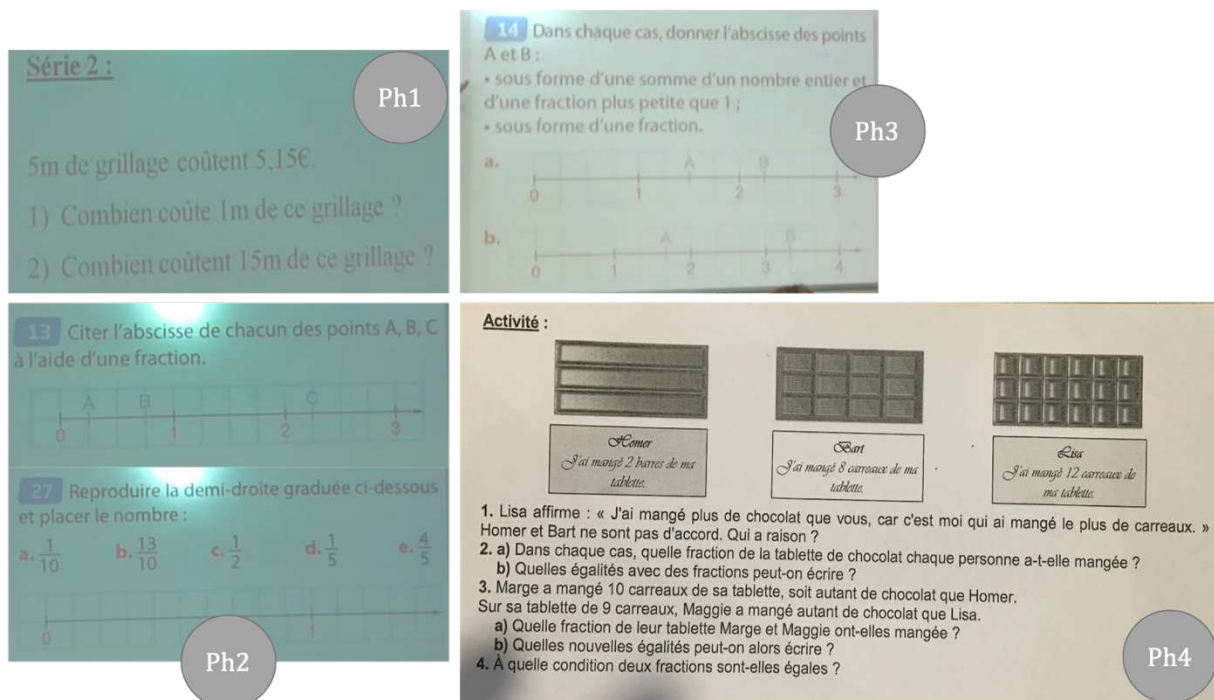 Série 2 :
Ph1
5m de grillage coûtent 5,15€.
1) Combien coûte 1m de ce grillage ?
2) Combien coûtent 15m de ce grillage ?
14 Dans chaque cas, donner l'abscisse des points
A et B :
• sous forme d'une somme d'un nombre entier et
d'une fraction plus petite que 1 ;
• sous forme d'une fraction.
Ph3
a.
A B
0 1 2 3
b.
A B
0 1 2 3 4
13 Citer l'abscisse de chacun des points A, B, C
à l'aide d'une fraction.
A B C
0 1 2 3
27 Reproduire la demi-droite graduée ci-dessous
et placer le nombre :
a. 1/10 b. 13/10 c. 1/2 d. 1/5 e. 4/5
0 1
Ph2
Activité :
Homer
J'ai mangé 2 barres de ma
tablette.
Bart
J'ai mangé 8 carreaux de ma
tablette.
Lisa
J'ai mangé 12 carreaux de
ma tablette.
1. Lisa affirme : « J'ai mangé plus de chocolat que vous, car c'est moi qui ai mangé le plus de carreaux. »
Homer et Bart ne sont pas d'accord. Qui a raison ?
2. a) Dans chaque cas, quelle fraction de la tablette de chocolat chaque personne a-t-elle mangée ?
b) Quelles égalités avec des fractions peut-on écrire ?
3. Marge a mangé 10 carreaux de sa tablette, soit autant de chocolat que Homer.
Sur sa tablette de 9 carreaux, Maggie a mangé autant de chocolat que Lisa.
a) Quelle fraction de leur tablette Marge et Maggie ont-elles mangée ?
b) Quelles nouvelles égalités peut-on alors écrire ?
4. À quelle condition deux fractions sont-elles égales ?
Ph4